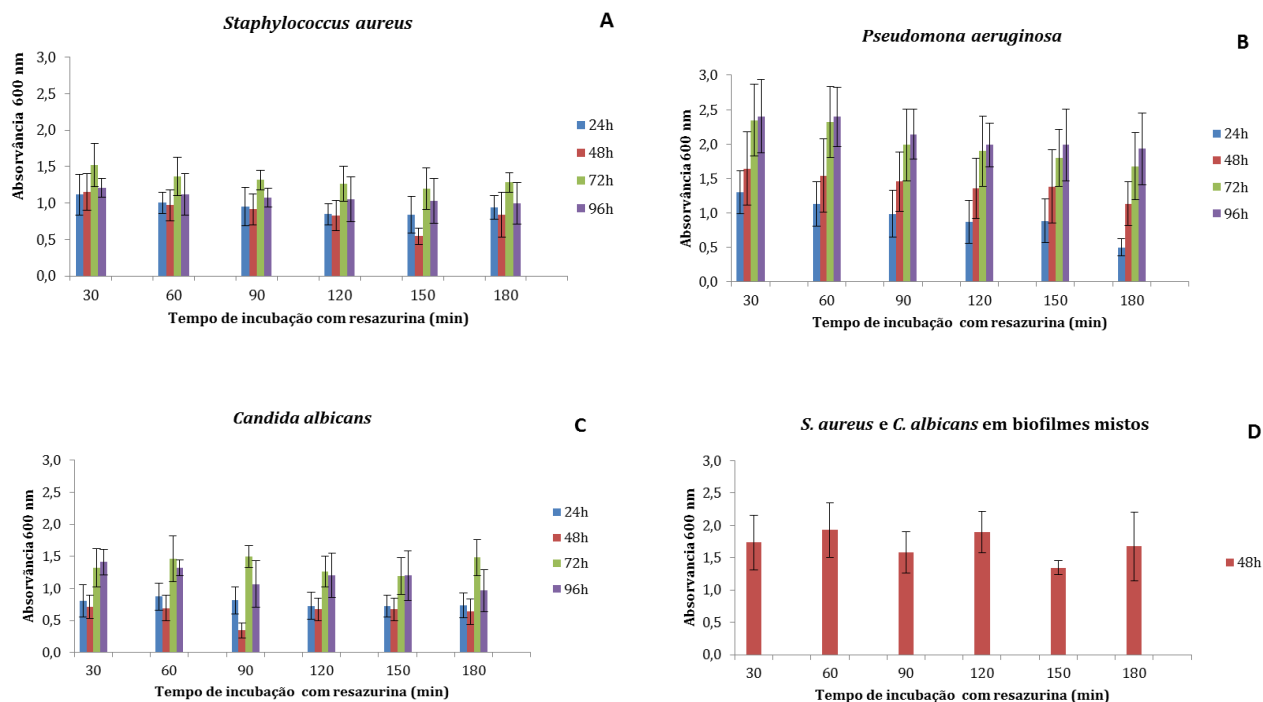 Staphylococcus aureus
A
Absorvância 600 nm
3,0
2,5
2,0
1,5
1,0
0,5
0,0
30 60 90 120 150 180
Tempo de incubação com resazurina (min)
24h
48h
72h
96h
Pseudomona aeruginosa
B
Absorvância 600 nm
3,0
2,5
2,0
1,5
1,0
0,5
0,0
30 60 90 120 150 180
Tempo de incubação com resazurina (min)
24h
48h
72h
96h
Candida albicans
C
Absorvância 600 nm
3,0
2,5
2,0
1,5
1,0
0,5
0,0
30 60 90 120 150 180
Tempo de incubação com resazurina (min)
24h
48h
72h
96h
S. aureus e C. albicans em biofilmes mistos
D
Absorvancia 600 nm
3,0
2,5
2,0
1,5
1,0
0,5
0,0
30 60 90 120 150 180
Tempo de incubação com resazurina (min)
48h